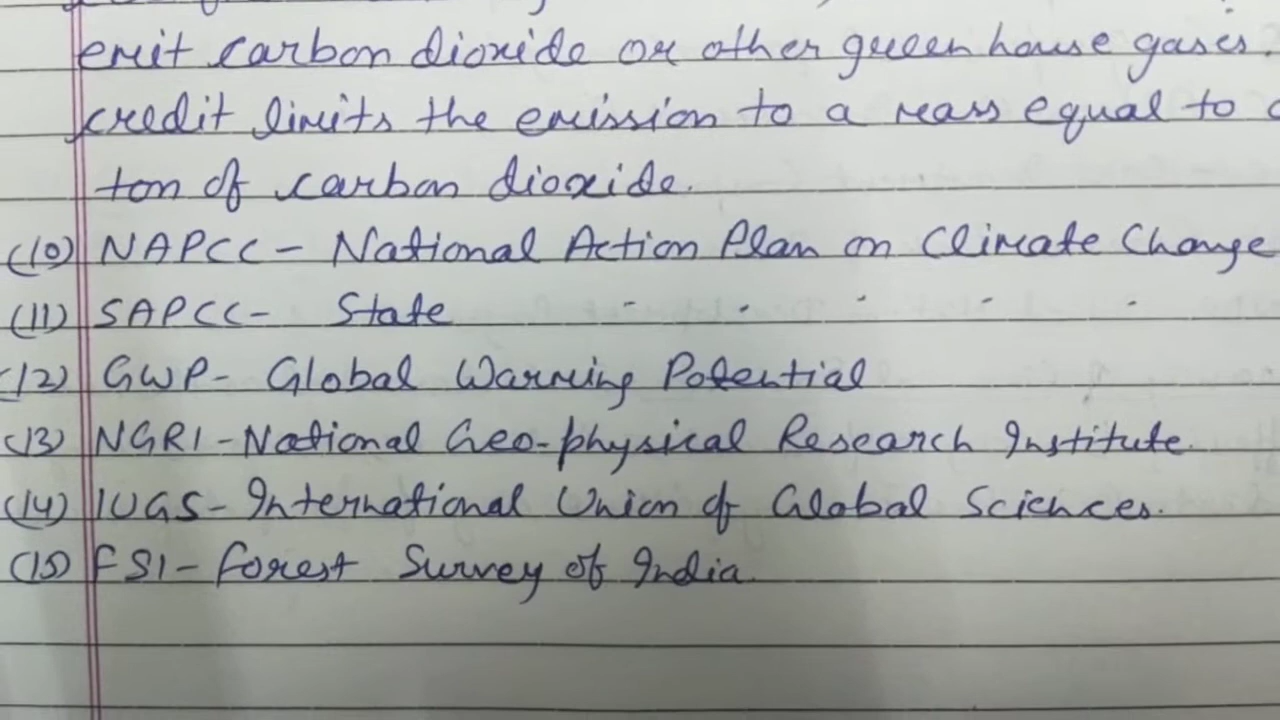 emit carbon dioxide or other green house gases.
credit limits the emission to a mass equal to
ton of carbon dioxide.
(10) NAPCC - National Action Plan on Climate Change
(11) SAPCC- State - . - - .
(12) GWP- Global Warming Potential
(13) NGRI - National Geo-physical Research Institute.
(14) IUGS - International Union of Global Sciences.
(15) FSI - Forest Survey of India.